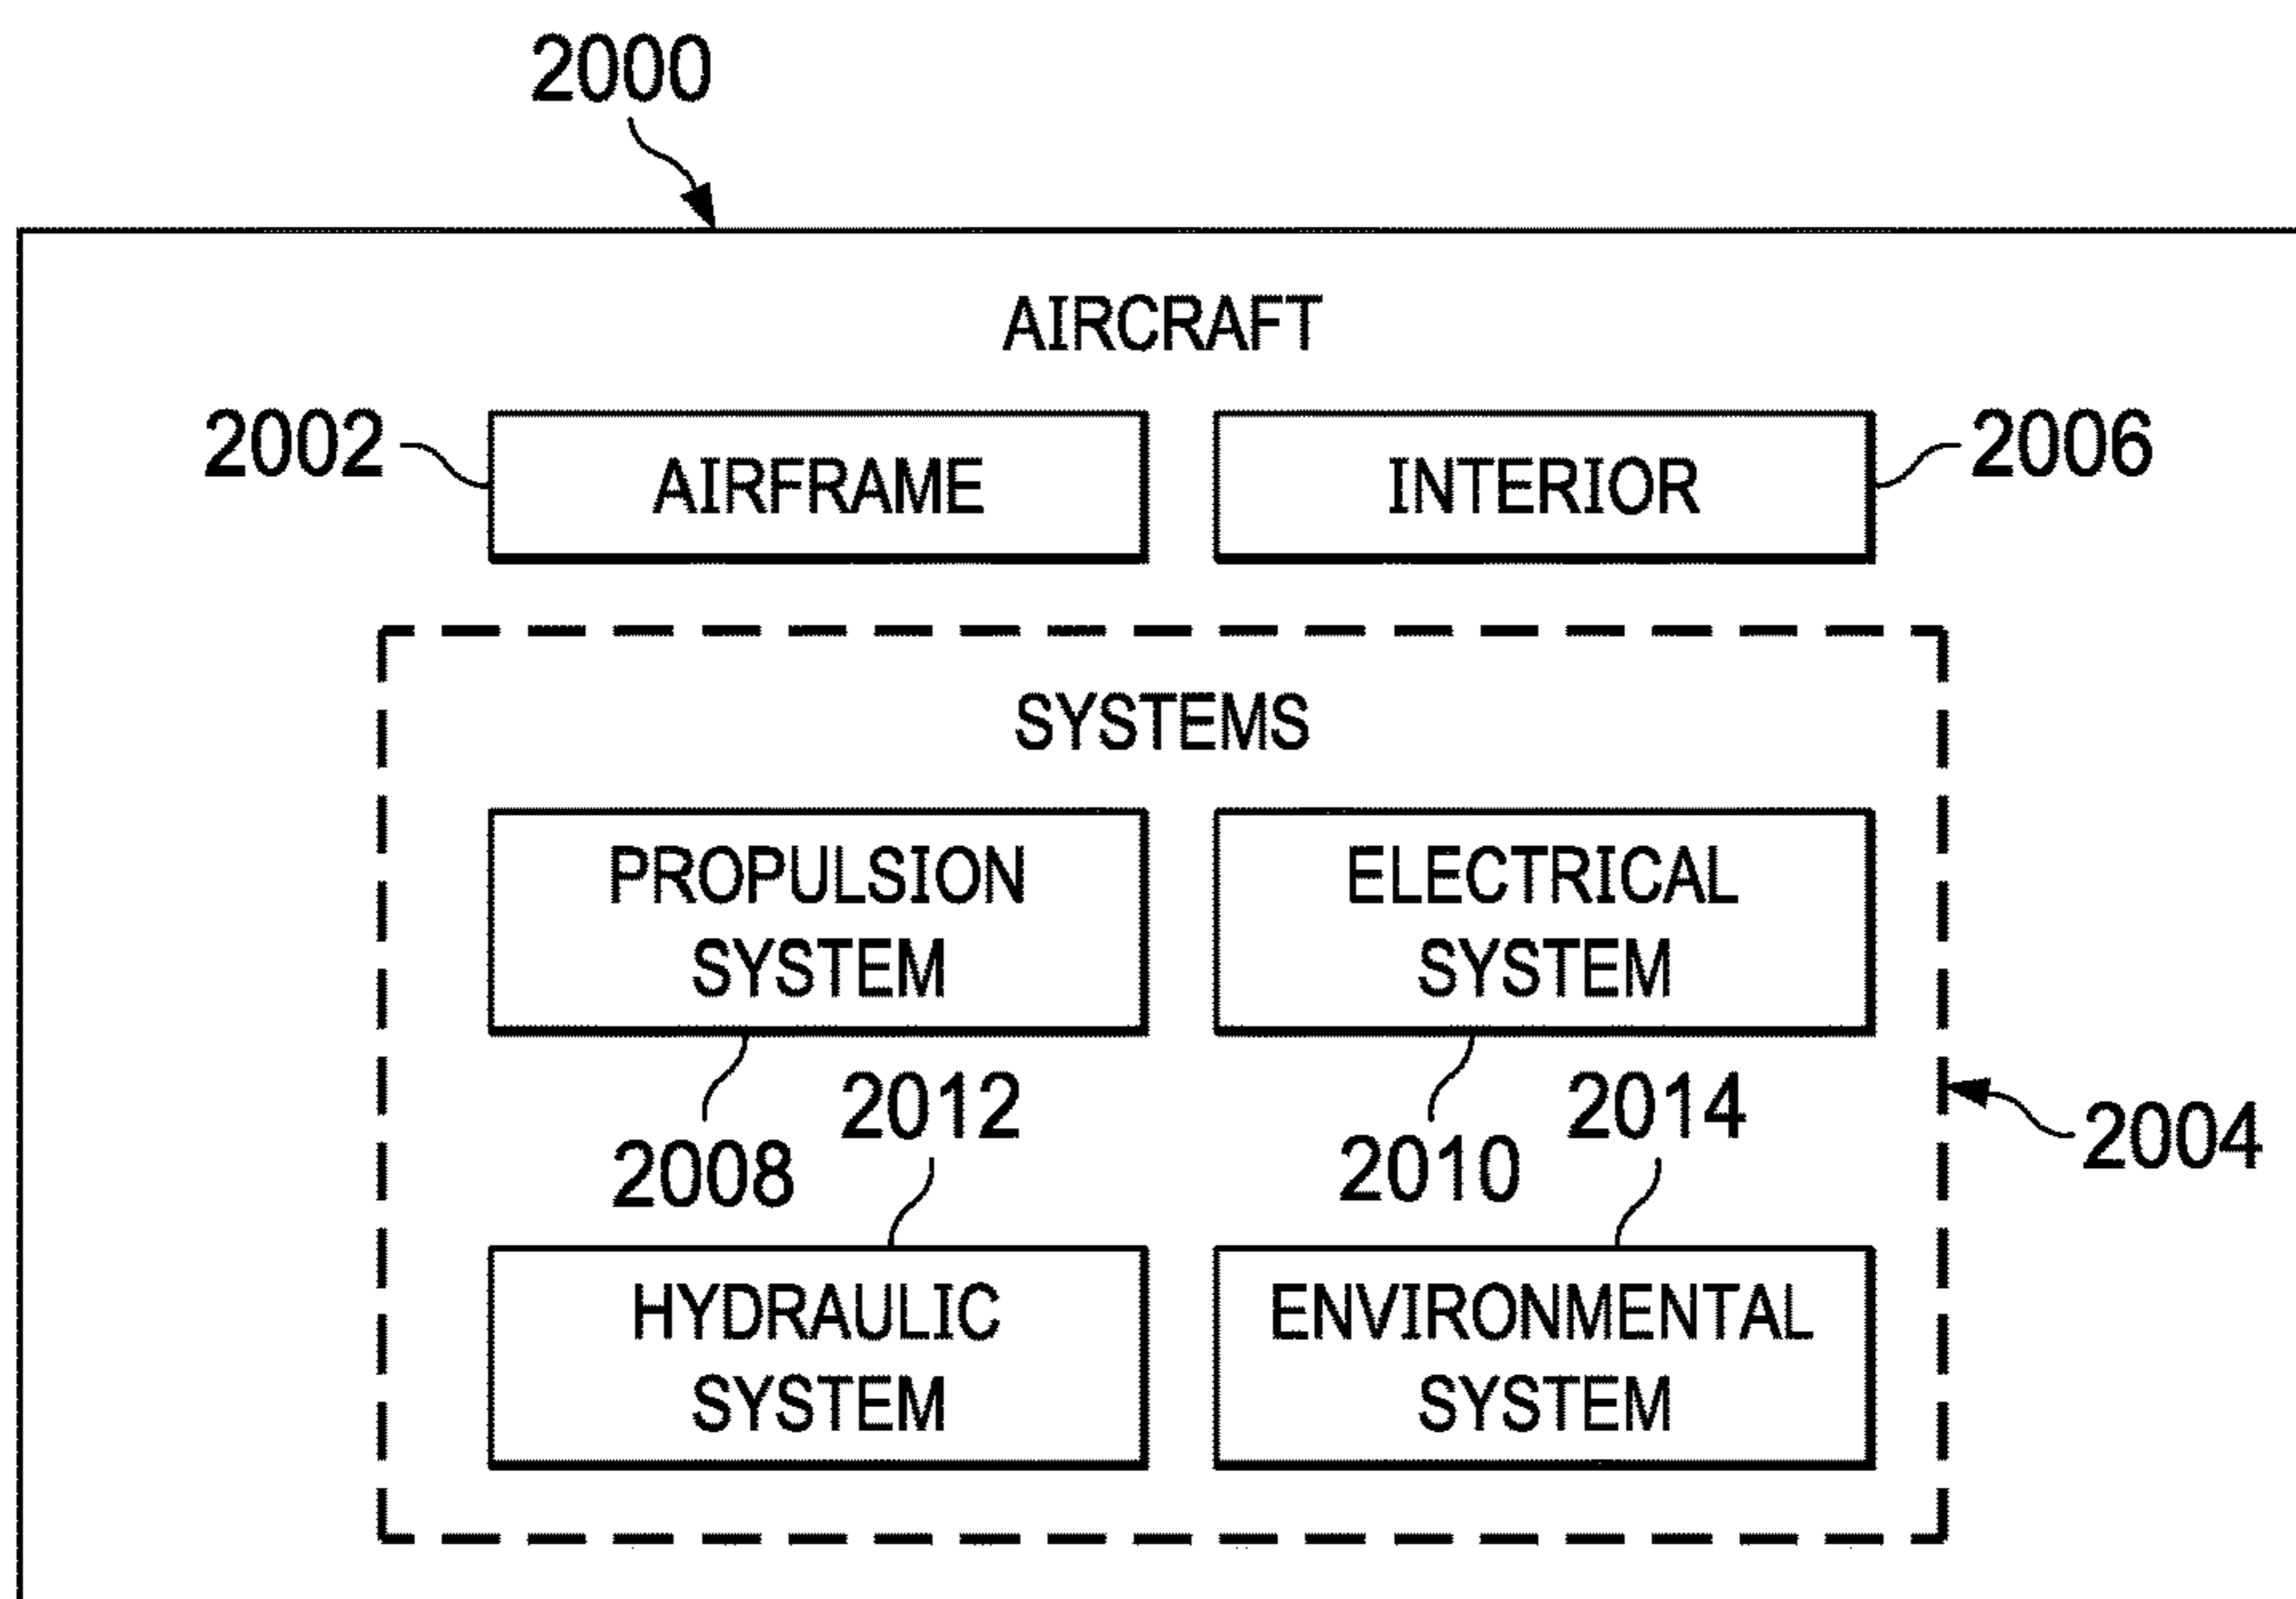 2000
AIRCRAFT
2002
AIRFRAME
INTERIOR
2006
SYSTEMS
PROPULSION
SYSTEM
ELECTRICAL
SYSTEM
2008
2012
2010
2014
2004
HYDRAULIC
SYSTEM
ENVIRONMENTAL
SYSTEM